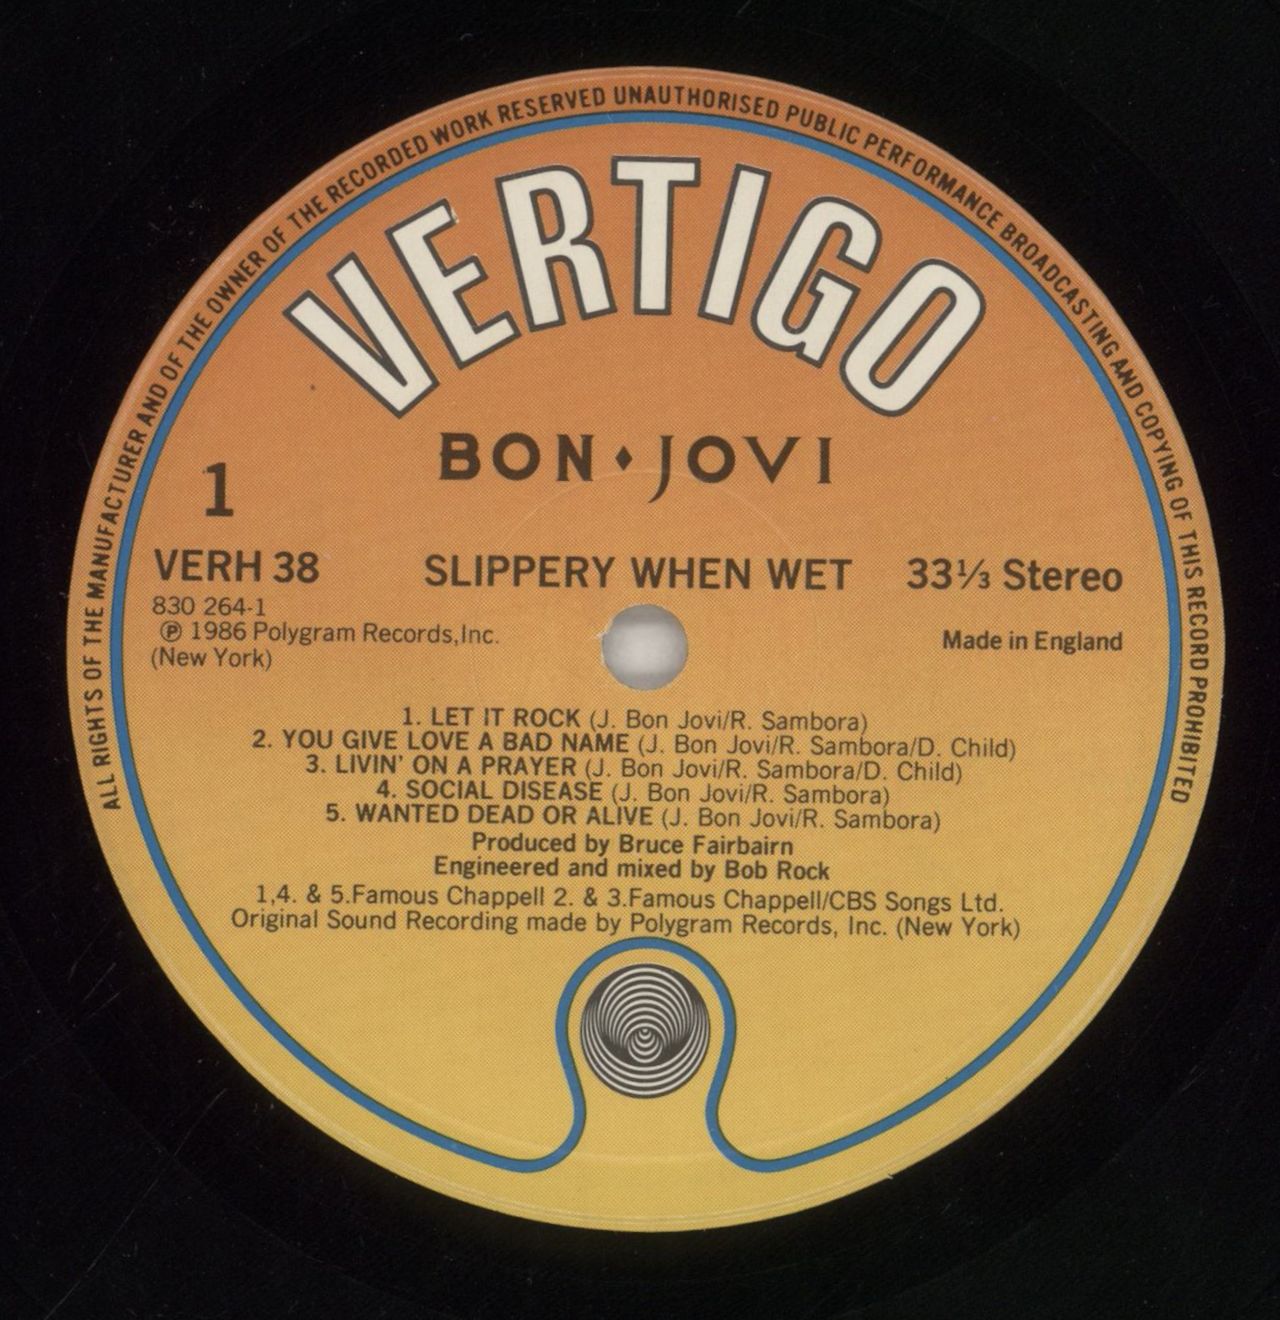 ALL RIGHTS OF THE MANUFACTURER AND OF THE OWNER OF THE RECORDED WORK RESERVED UNAUTHORISED PUBLIC PERFORMANCE BROADCASTING AND COPYING OF THIS RECORD PROHIBITED
VERTIGO
BON♦JOVI
1
VERH 38
SLIPPERY WHEN WET
33⅓ Stereo
830 264-1
℗ 1986 Polygram Records,Inc.
(New York)
Made in England
1. LET IT ROCK (J. Bon Jovi/R. Sambora)
2. YOU GIVE LOVE A BAD NAME (J. Bon Jovi/R. Sambora/D. Child)
3. LIVIN' ON A PRAYER (J. Bon Jovi/R. Sambora/D. Child)
4. SOCIAL DISEASE (J. Bon Jovi/R. Sambora)
5. WANTED DEAD OR ALIVE (J. Bon Jovi/R. Sambora)
Produced by Bruce Fairbairn
Engineered and mixed by Bob Rock
1,4. & 5.Famous Chappell 2. & 3.Famous Chappell/CBS Songs Ltd.
Original Sound Recording made by Polygram Records, Inc. (New York)